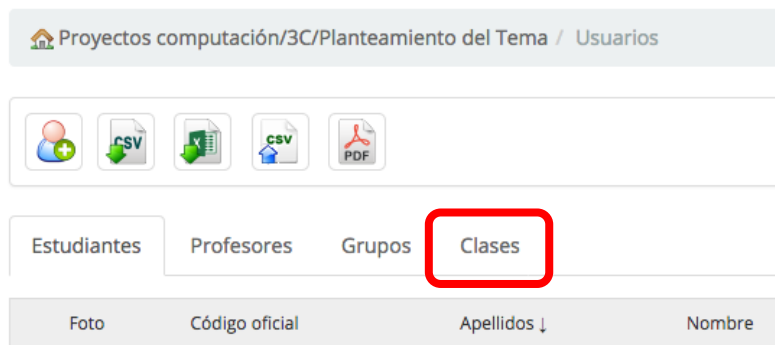 Proyectos computación/3C/Planteamiento del Tema / Usuarios
CSV X CSV PDF
Estudiantes Profesores Grupos Clases
Foto Código oficial Apellidos ↓ Nombre